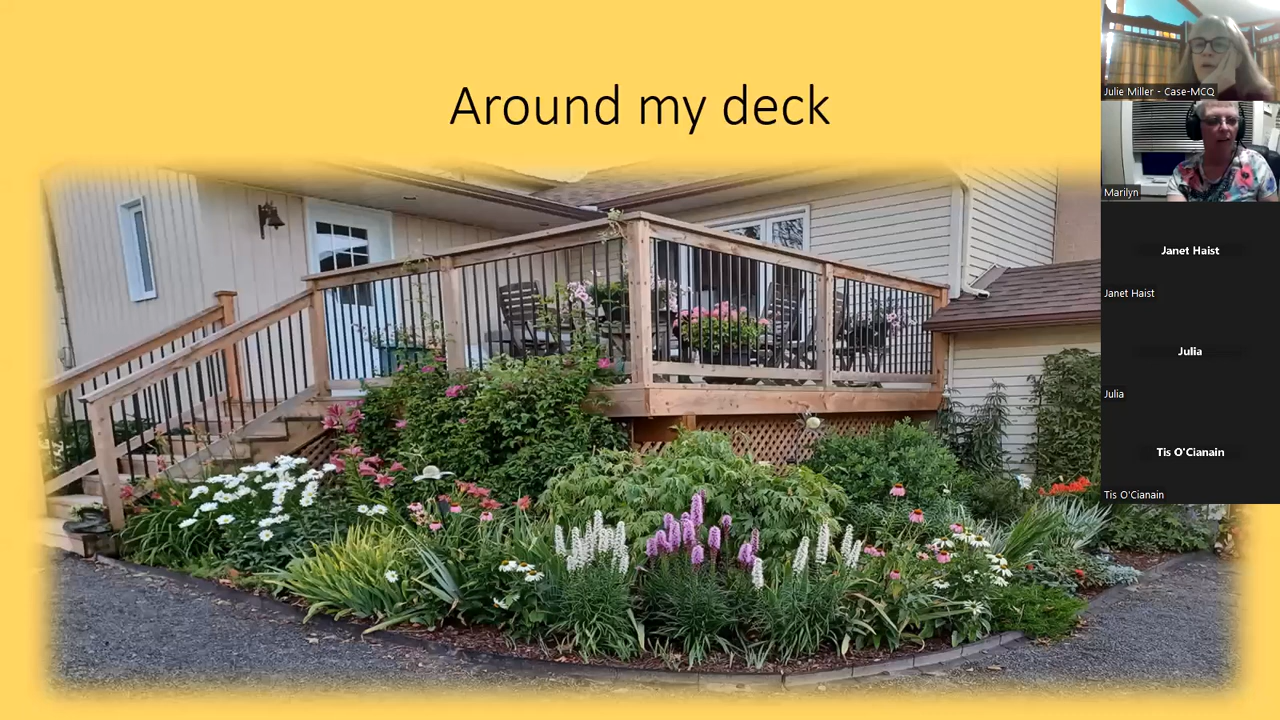 Around my deck
Julie Miller - Case-MCQ
Marilyn
Janet Haist
Janet Haist
Julia
Julia
Tis O'Cianain
Tis O'Cianain